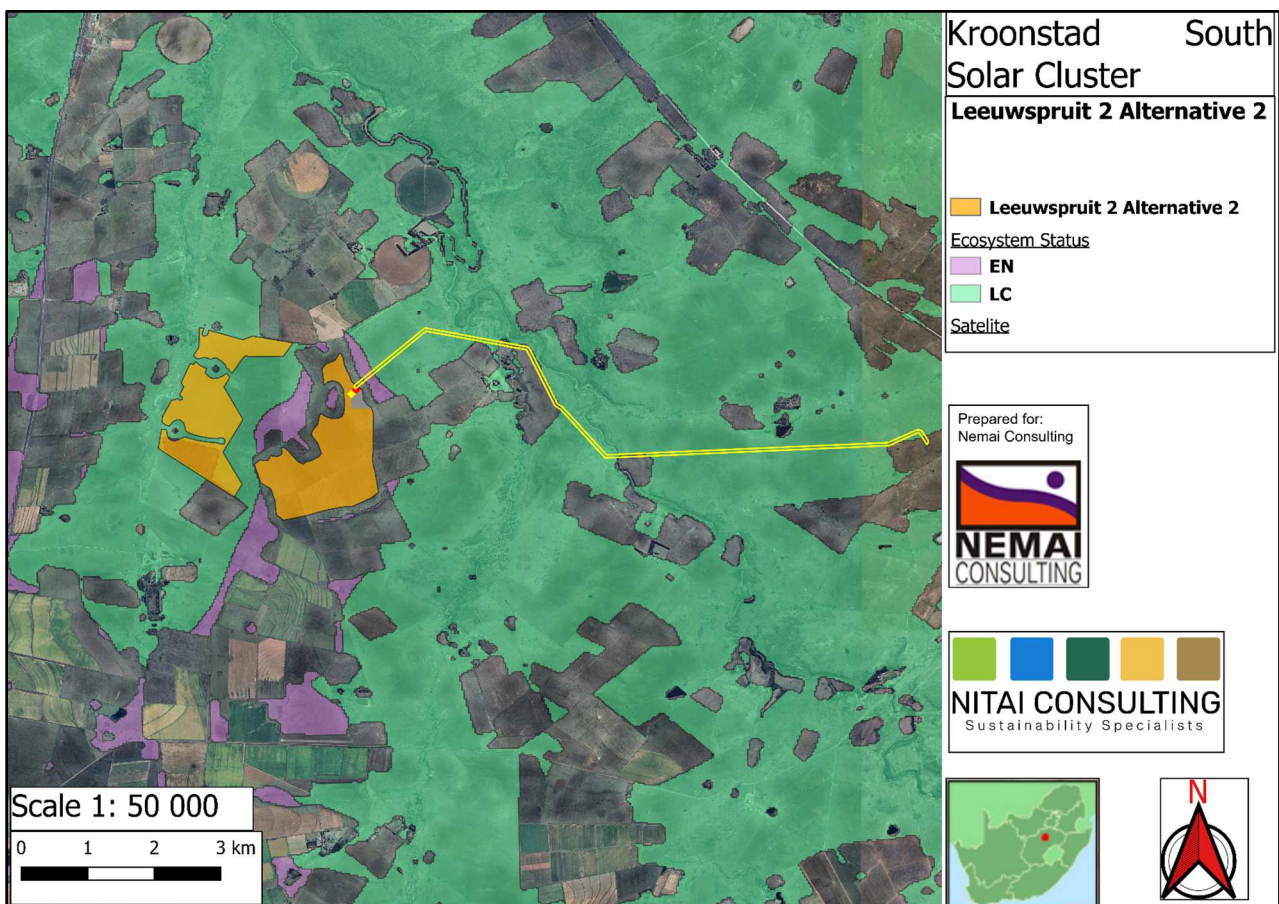 Kroonstad South
Solar Cluster
Leeuwspruit 2 Alternative 2
Leeuwspruit 2 Alternative 2
Ecosystem Status
EN
LC
Satelite
Prepared for:
Nemai Consulting
NEMAI
CONSULTING
NITAI CONSULTING
Sustainability Specialists
Scale 1: 50 000
0 1 2 3 km
N